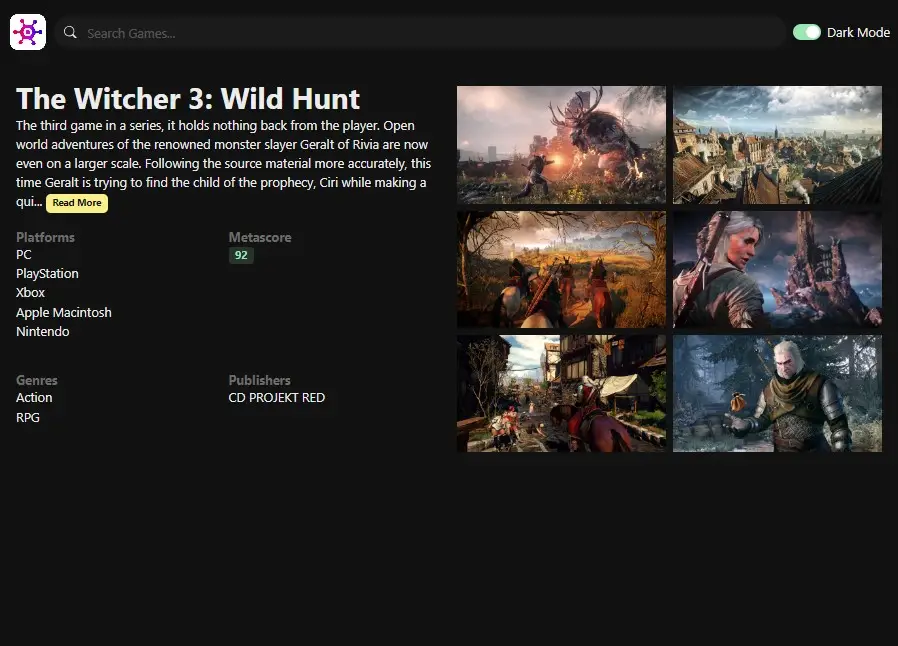 Search Games...
Dark Mode
The Witcher 3: Wild Hunt
The third game in a series, it holds nothing back from the player. Open
world adventures of the renowned monster slayer Geralt of Rivia are now
even on a larger scale. Following the source material more accurately, this
time Geralt is trying to find the child of the prophecy, Ciri while making a
qui... Read More
Platforms
PC
PlayStation
Xbox
Apple Macintosh
Nintendo
Metascore
92
Genres
Action
RPG
Publishers
CD PROJEKT RED